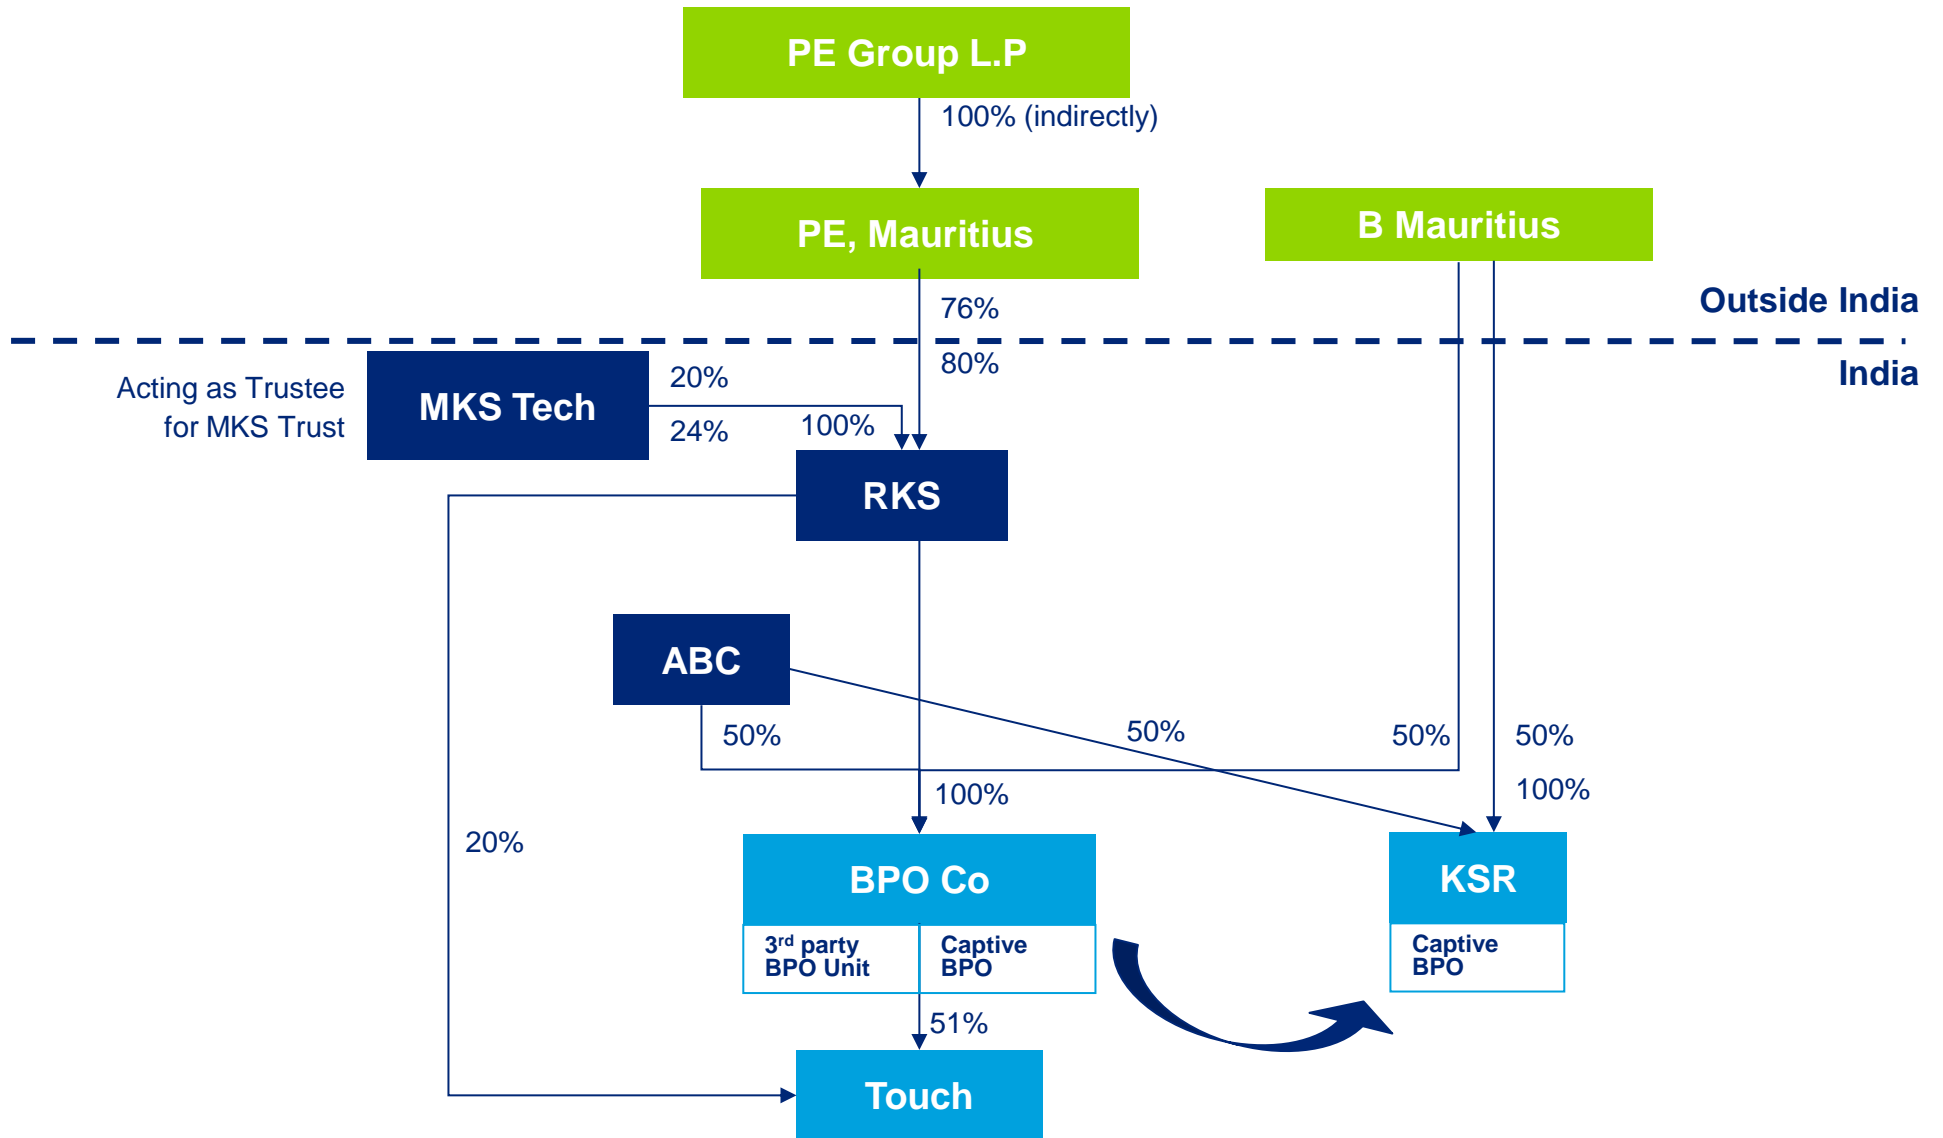 PE Group L.P
100% (indirectly)
PE, Mauritius
B Mauritius
76%
Outside India
80%
India
Acting as Trustee
for MKS Trust
MKS Tech
20%
24%
100%
RKS
ABC
50%
50%
50%
50%
100%
100%
20%
BPO Co
KSR
3rd party
BPO Unit
Captive
BPO
Captive
BPO
51%
Touch